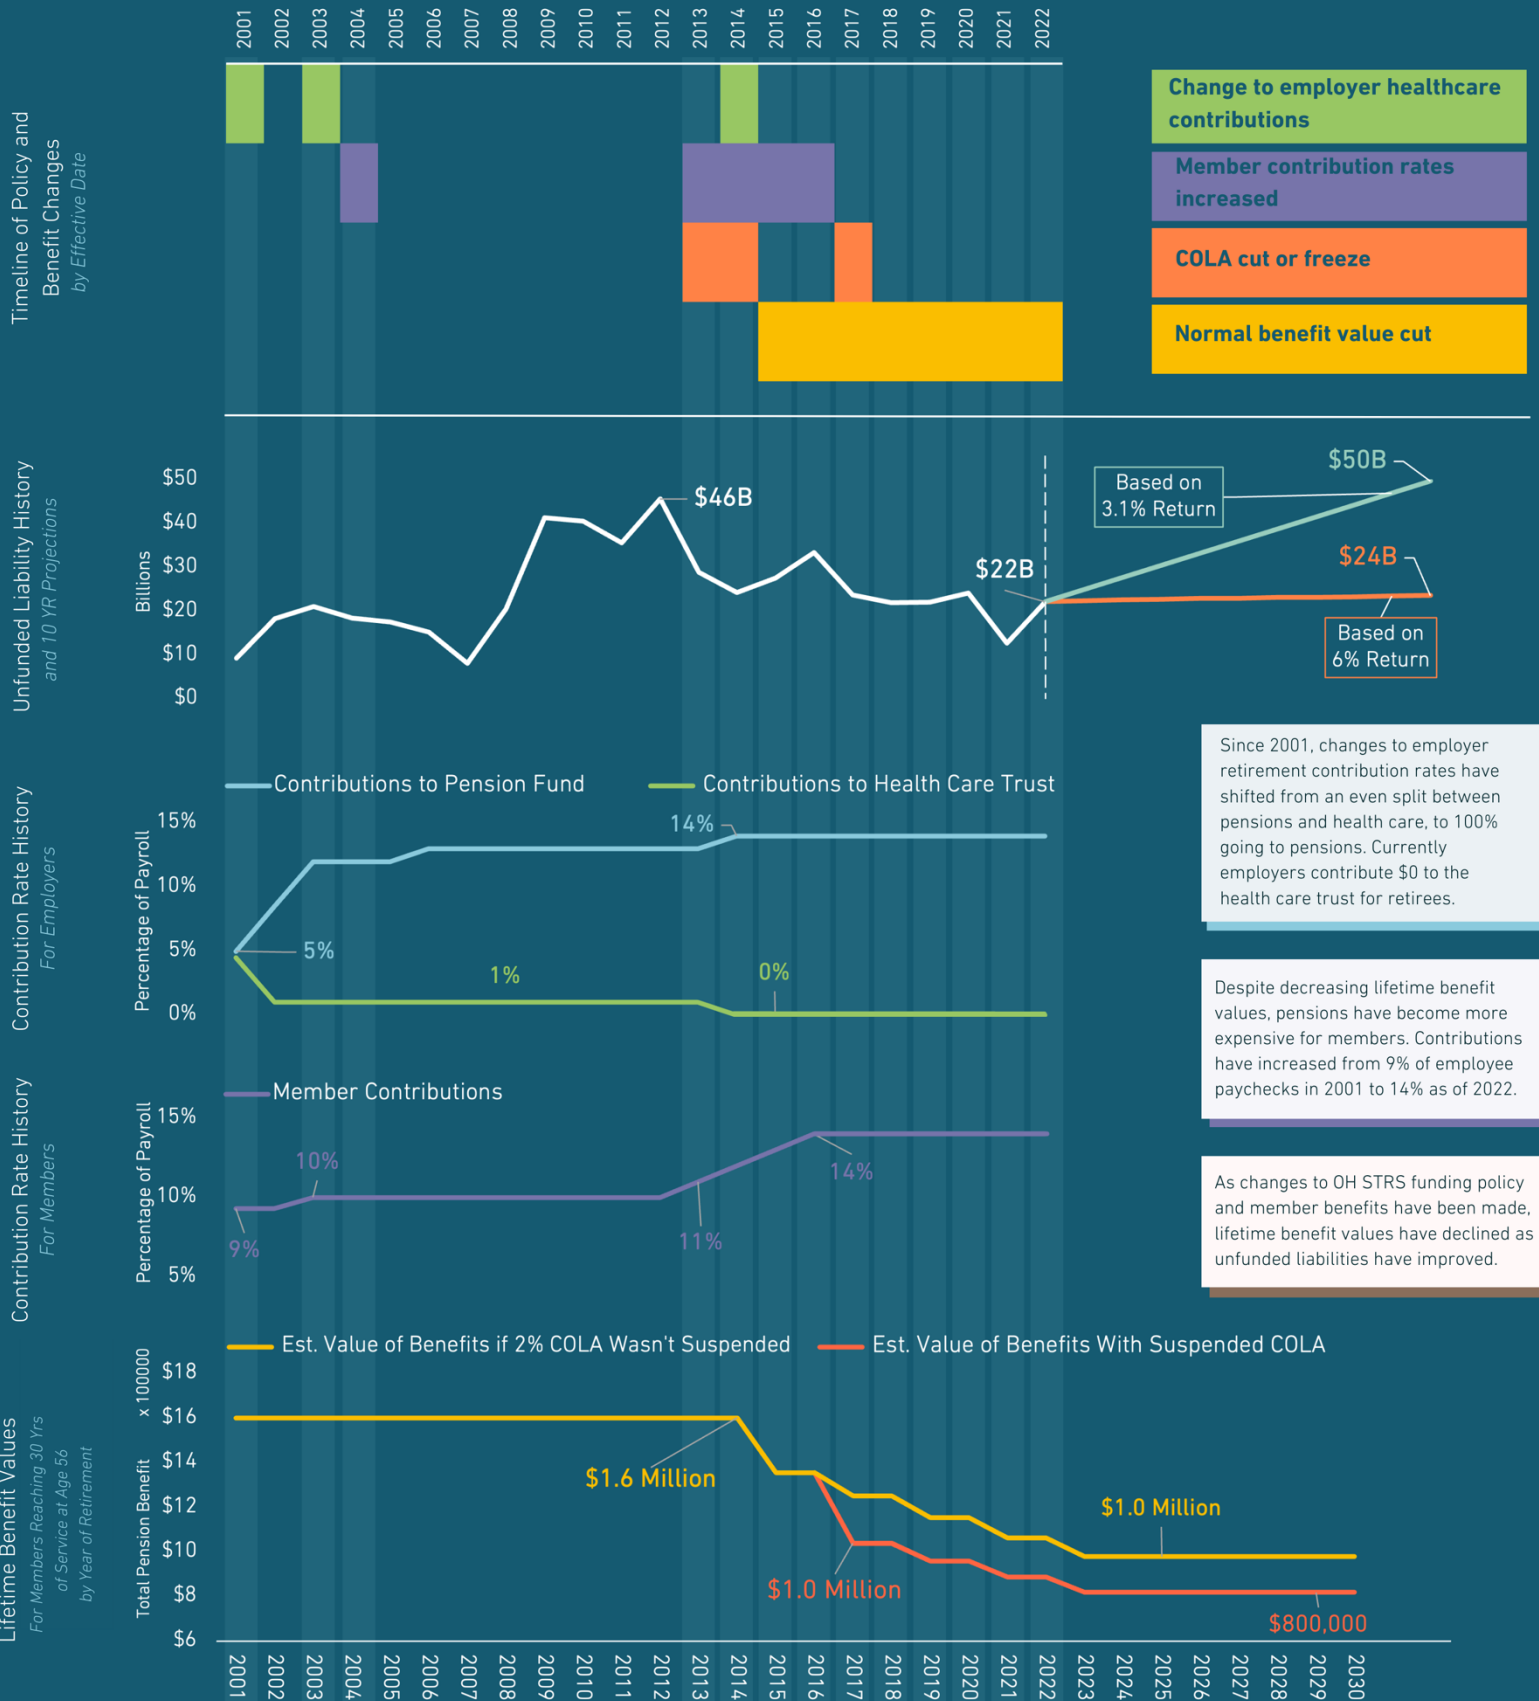 2001 2002 2003 2004 2005 2006 2007 2008 2009 2010 2011 2012 2013 2014 2015 2016 2017 2018 2019 2020 2021 2022
Timeline of Policy and
Benefit Changes
by Effective Date
Change to employer healthcare
contributions
Member contribution rates
increased
COLA cut or freeze
Normal benefit value cut
Unfunded Liability History
and 10 YR Projections
Billions
$50
$40
$30
$20
$10
$0
$46B
$22B
Based on
3.1% Return
$50B
$24B
Based on
6% Return
Contribution Rate History
For Employers
Percentage of Payroll
Contributions to Pension Fund
Contributions to Health Care Trust
15%
10%
5%
0%
14%
5%
1%
0%
Since 2001, changes to employer
retirement contribution rates have
shifted from an even split between
pensions and health care, to 100%
going to pensions. Currently
employers contribute $0 to the
health care trust for retirees.
Despite decreasing lifetime benefit
values, pensions have become more
expensive for members. Contributions
have increased from 9% of employee
paychecks in 2001 to 14% as of 2022.
Contribution Rate History
For Members
Percentage of Payroll
Member Contributions
15%
10%
5%
10%
9%
11%
14%
As changes to OH STRS funding policy
and member benefits have been made,
lifetime benefit values have declined as
unfunded liabilities have improved.
Lifetime Benefit Values
For Members Reaching 30 Yrs
of Service at Age 56
by Year of Retirement
Total Pension Benefit
x 100000
Est. Value of Benefits if 2% COLA Wasn't Suspended
Est. Value of Benefits With Suspended COLA
$18
$16
$14
$12
$10
$8
$6
$1.6 Million
$1.0 Million
$1.0 Million
$800,000
2001 2002 2003 2004 2005 2006 2007 2008 2009 2010 2011 2012 2013 2014 2015 2016 2017 2018 2019 2020 2021 2022 2023 2024 2025 2026 2027 2028 2029 2030